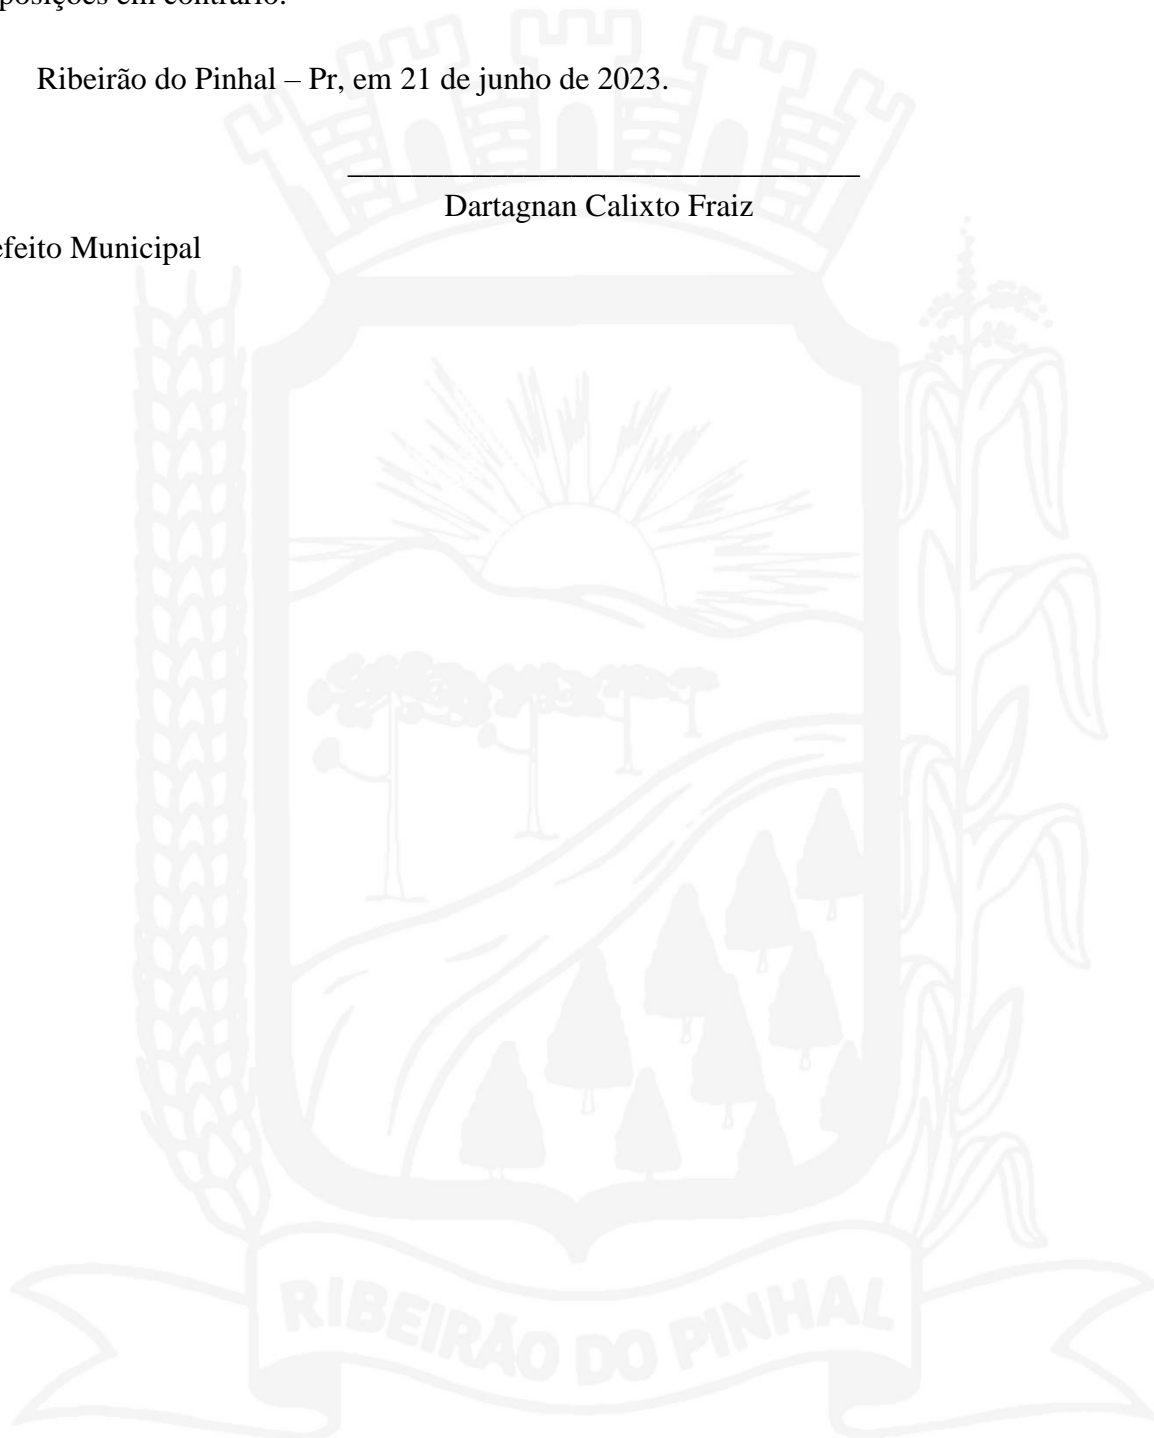 posições em contrário.
Ribeirão do Pinhal – Pr, em 21 de junho de 2023.
________________________________
Dartagnan Calixto Fraiz
efeito Municipal
RIBEIRÃO DO PINHAL